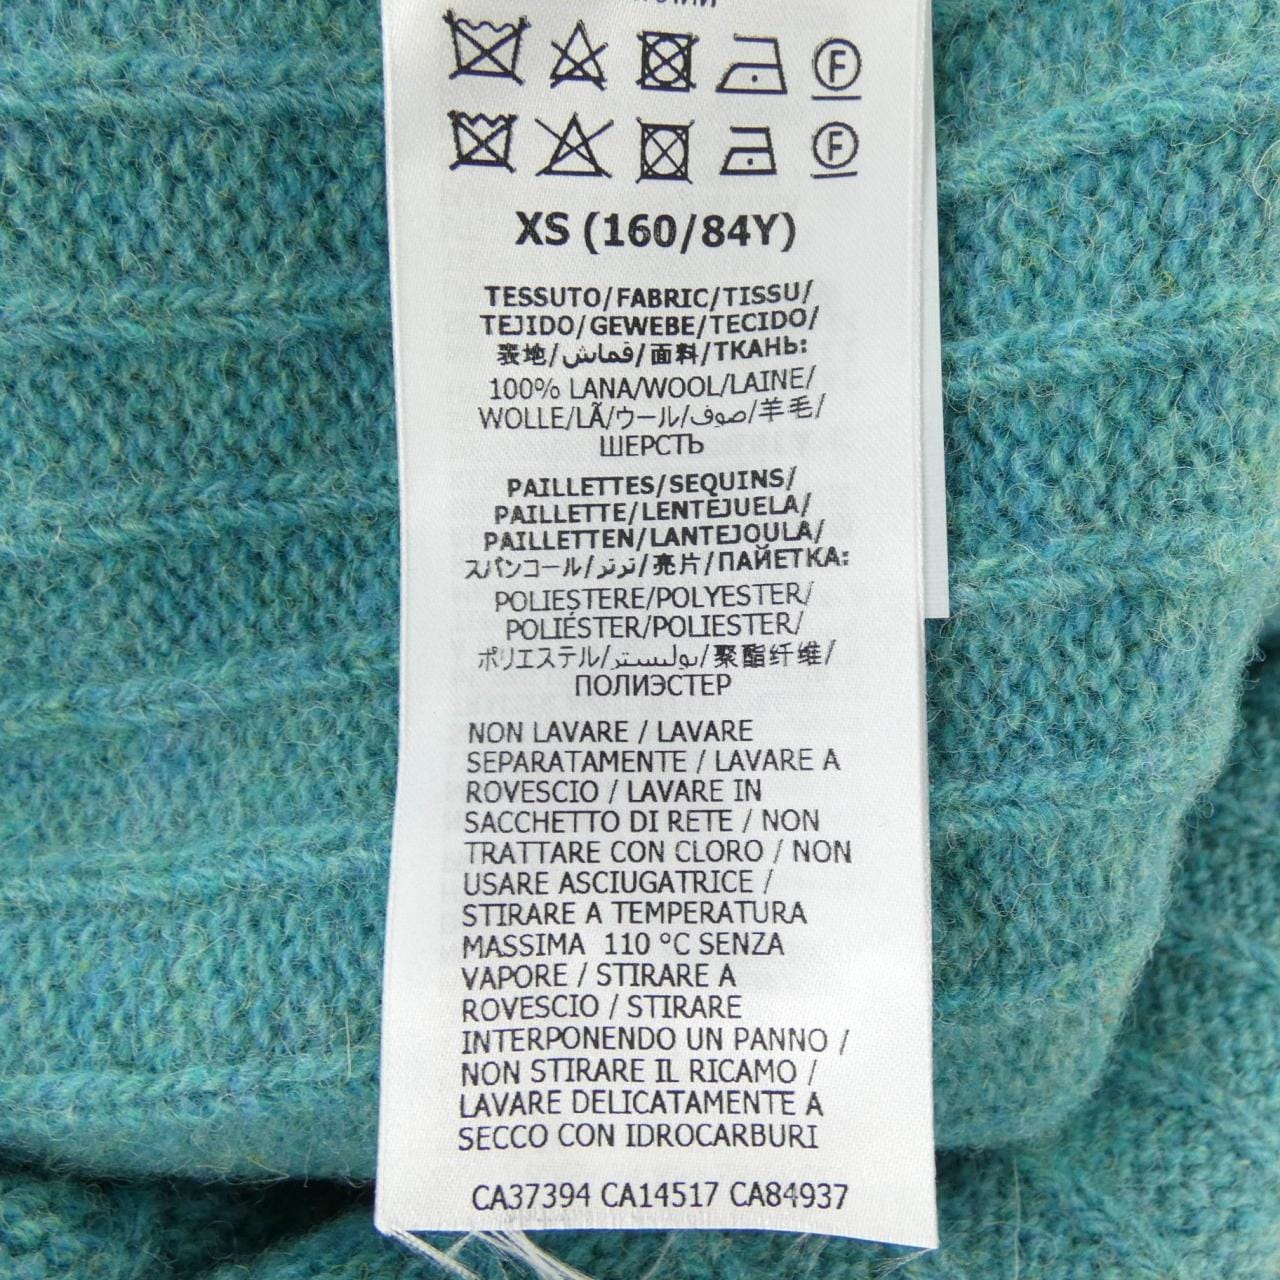 F
F
XS (160/84Y)
TESSUTO/FABRIC/TISSU/
TEJIDO/GEWEBE/TECIDO/
表地/قماش/面料/ТКАНЬ:
100% LANA/WOOL/LAINE/
WOLLE/LÃ/ウール/صوف/羊毛/
ШЕРСТЬ
PAILLETTES/SEQUINS/
PAILLETTE/LENTEJUELA/
PAILLETTEN/LANTEJOULA/
スパンコール/ترتر/亮片/ПАЙЕТКА:
POLIESTERE/POLYESTER/
POLIÉSTER/POLIESTER/
ポリエステル/بوليستر/聚酯纤维/
ПОЛИЭСТЕР
NON LAVARE / LAVARE
SEPARATAMENTE / LAVARE A
ROVESCIO / LAVARE IN
SACCHETTO DI RETE / NON
TRATTARE CON CLORO / NON
USARE ASCIUGATRICE /
STIRARE A TEMPERATURA
MASSIMA 110 °C SENZA
VAPORE / STIRARE A
ROVESCIO / STIRARE
INTERPONENDO UN PANNO /
NON STIRARE IL RICAMO /
LAVARE DELICATAMENTE A
SECCO CON IDROCARBURI
CA37394 CA14517 CA84937